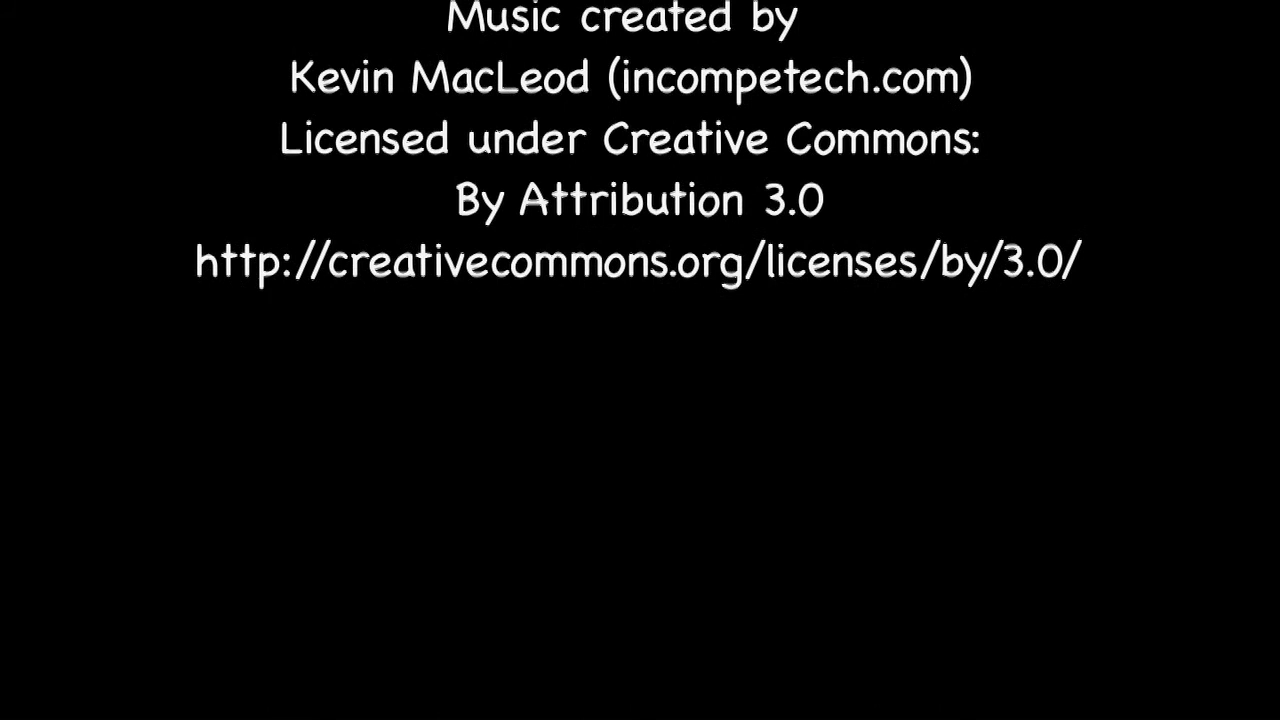 Music created by
Kevin MacLeod (incompetech.com)
Licensed under Creative Commons:
By Attribution 3.0
http://creativecommons.org/licenses/by/3.0/